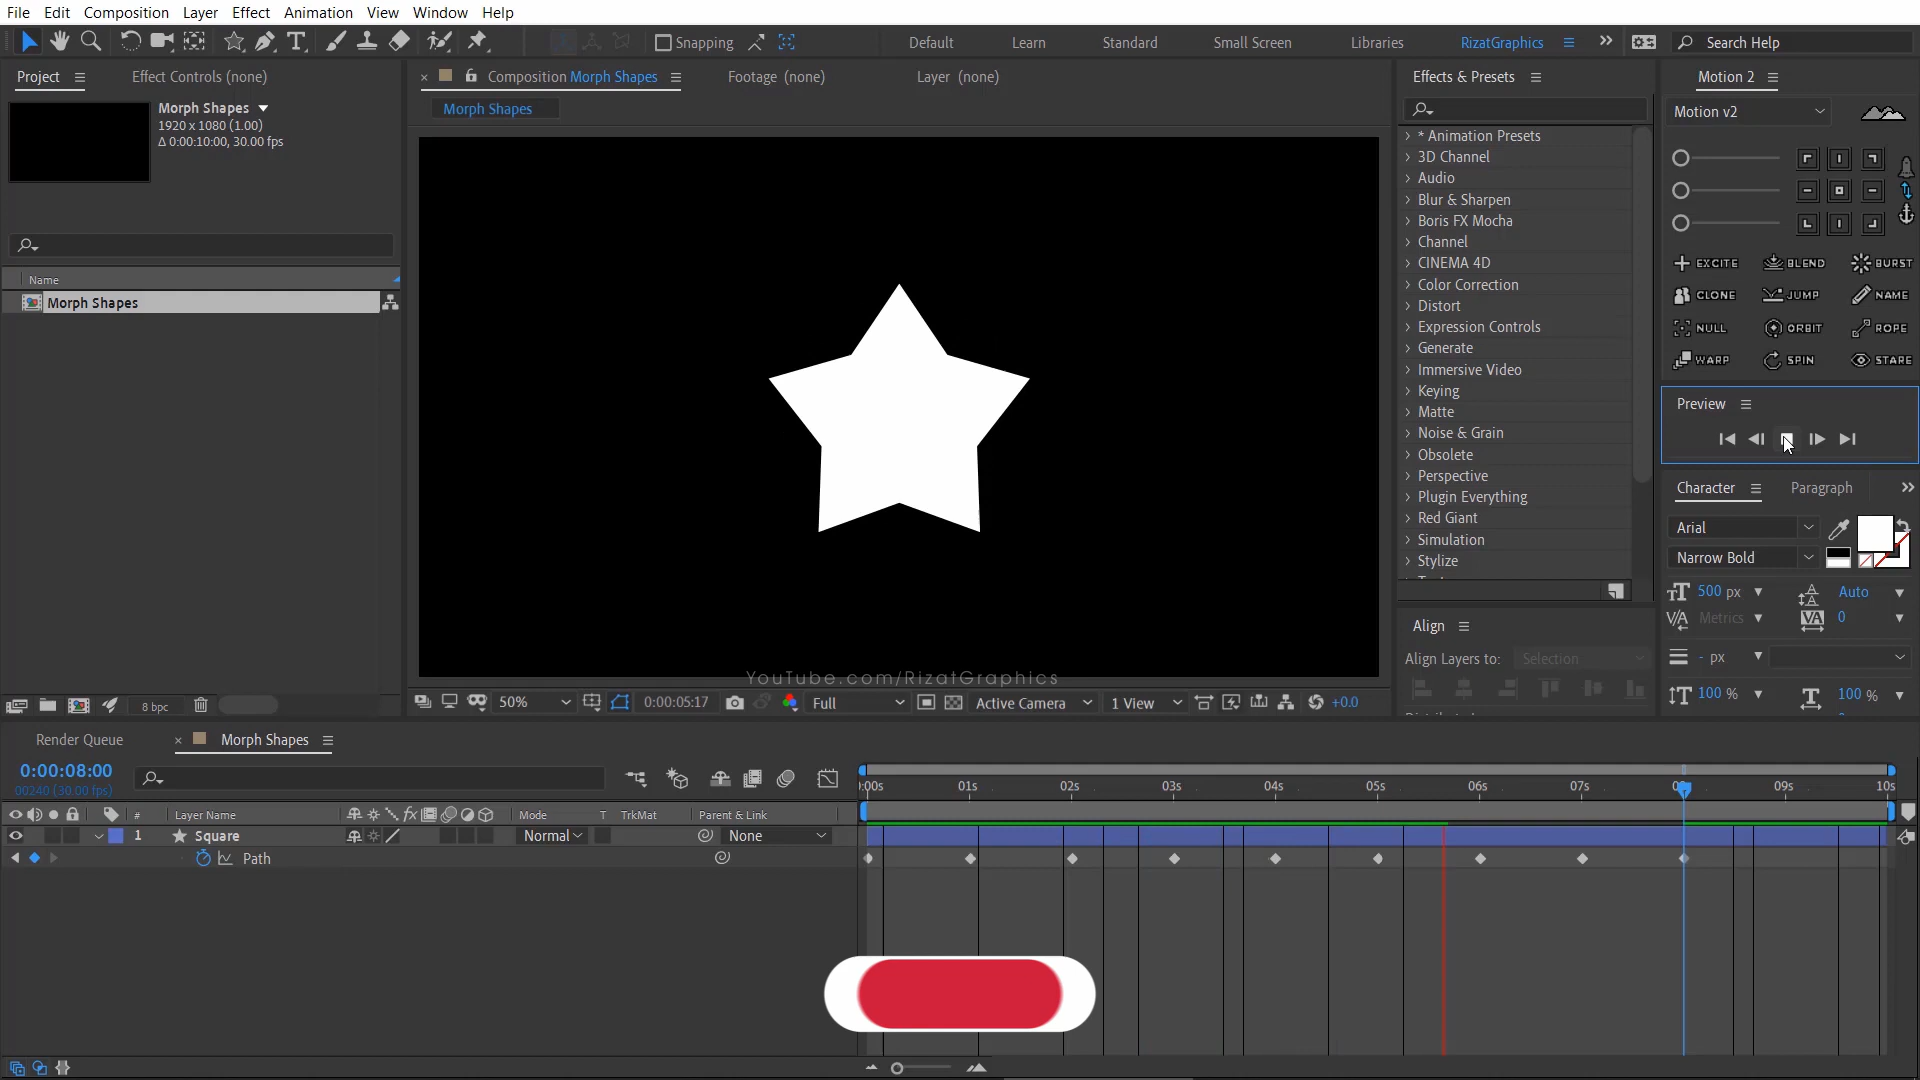 File Edit Composition Layer Effect Animation View Window Help
Snapping Default Learn Standard Small Screen Libraries RizatGraphics Search Help
Project Effect Controls (none)
Composition Morph Shapes Footage (none) Layer (none)
Effects & Presets Motion 2
Morph Shapes
1920 x 1080 (1.00)
Δ 0:00:10:00, 30.00 fps
Name
Morph Shapes
Morph Shapes
YouTube.com/RizatGraphics
8 bpc
50% 0:00:05:17 Full Active Camera 1 View +0.0
* Animation Presets
3D Channel
Audio
Blur & Sharpen
Boris FX Mocha
Channel
CINEMA 4D
Color Correction
Distort
Expression Controls
Generate
Immersive Video
Keying
Matte
Noise & Grain
Obsolete
Perspective
Plugin Everything
Red Giant
Simulation
Stylize
Align
Align Layers to: Selection
Motion v2
EXCITE BLEND BURST
CLONE JUMP NAME
NULL ORBIT ROPE
WARP SPIN STARE
Preview
Character Paragraph
Arial
Narrow Bold
500 px Auto
Metrics 0
- px
100 % 100 %
Render Queue Morph Shapes
0:00:08:00
00240 (30.00 fps)
:00s 01s 02s 03s 04s 05s 06s 07s 09s 10s
# Layer Name Mode T TrkMat Parent & Link
1 Square Normal None
Path